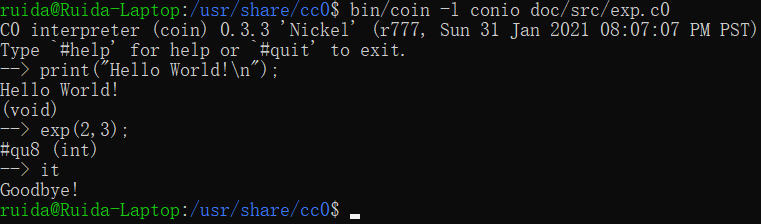 ruida@Ruida-Laptop:/usr/share/cc0$ bin/coin -l conio doc/src/exp.c0
C0 interpreter (coin) 0.3.3 'Nickel' (r777, Sun 31 Jan 2021 08:07:07 PM PST)
Type `#help' for help or `#quit' to exit.
--> print("Hello World!\n");
Hello World!
(void)
--> exp(2,3);
#qu8 (int)
--> it
Goodbye!
ruida@Ruida-Laptop:/usr/share/cc0$